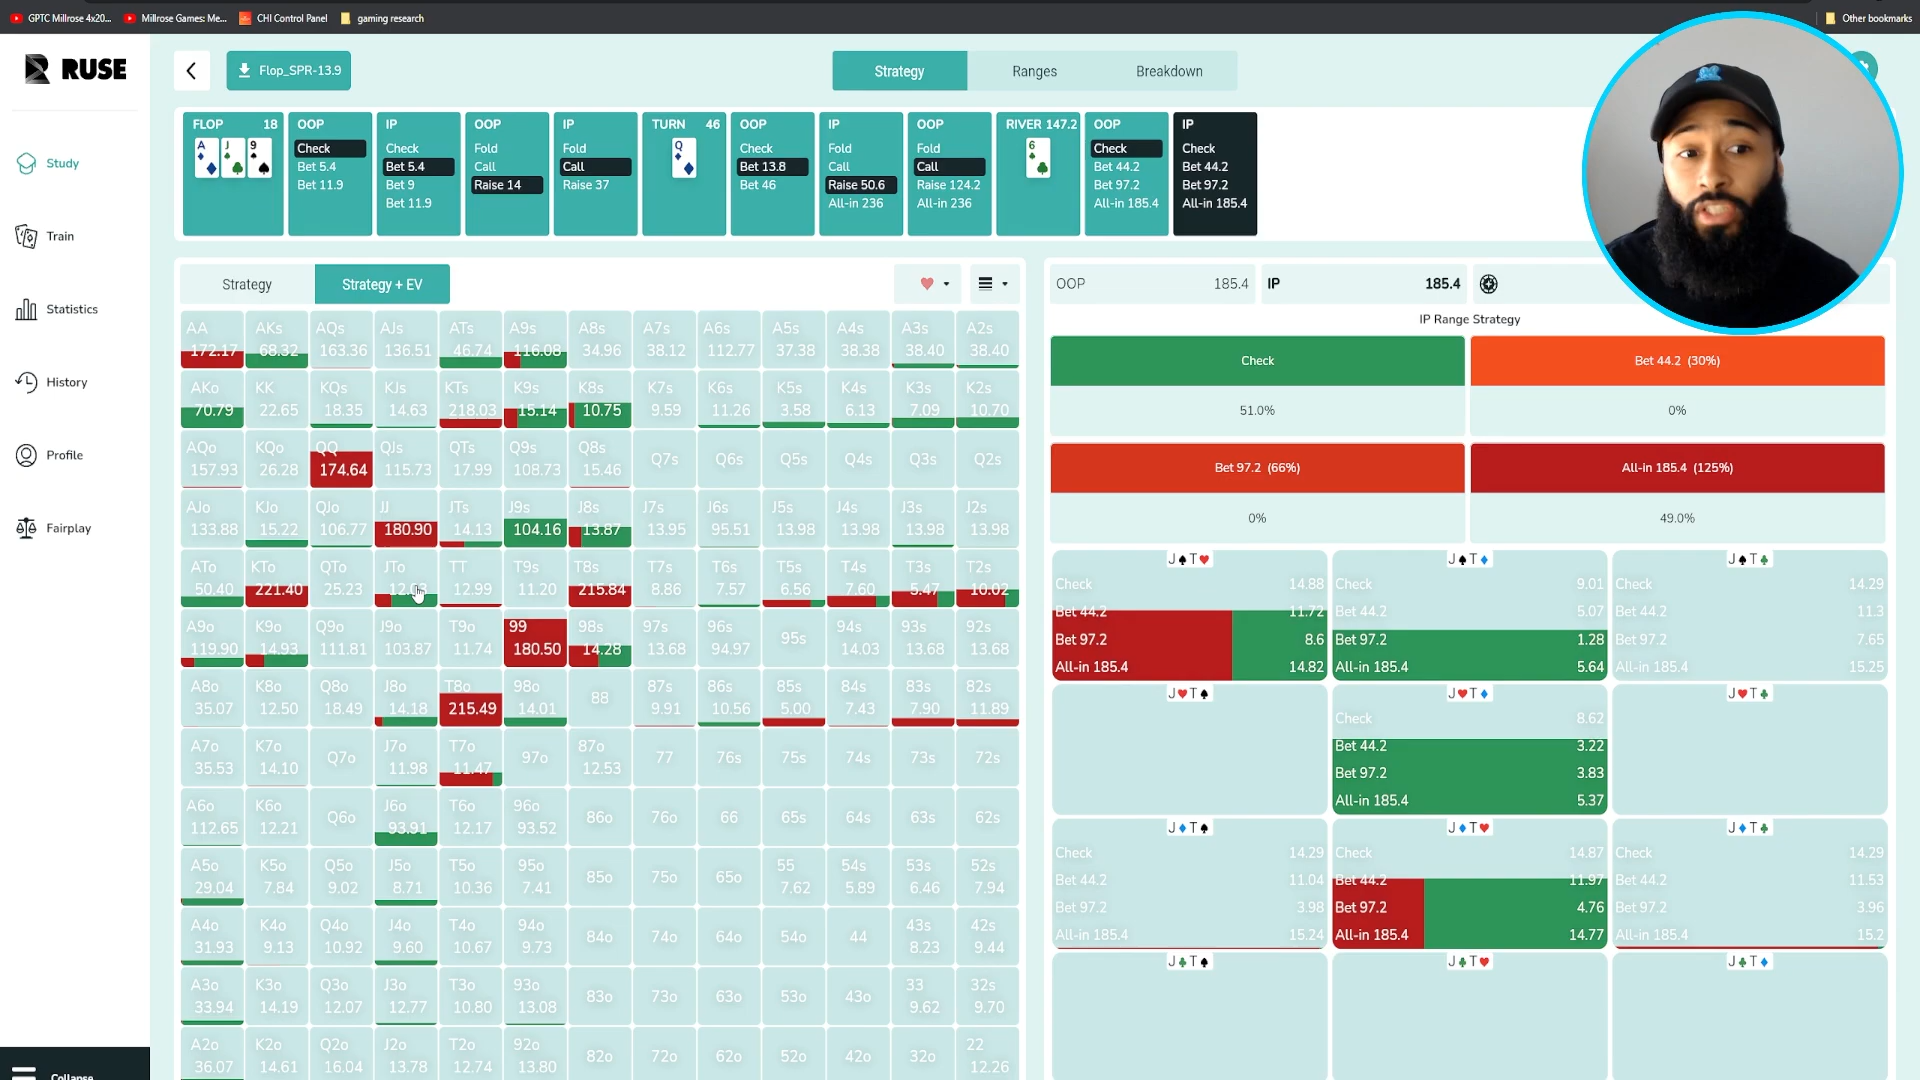 GPTC Millrose 4x20...
Millrose Games: Me...
CHI Control Panel
gaming research
Other bookmarks
RUSE
Flop_SPR-13.9
Strategy Ranges Breakdown
Study
Train
Statistics
History
Profile
Fairplay
Collapse
FLOP 18
A J 9
OOP
Check
Bet 5.4
Bet 11.9
IP
Check
Bet 5.4
Bet 9
Bet 11.9
OOP
Fold
Call
Raise 14
IP
Fold
Call
Raise 37
TURN 46
Q
OOP
Check
Bet 13.8
Bet 46
IP
Fold
Call
Raise 50.6
All-in 236
OOP
Fold
Call
Raise 124.2
All-in 236
RIVER 147.2
6
OOP
Check
Bet 44.2
Bet 97.2
All-in 185.4
IP
Check
Bet 44.2
Bet 97.2
All-in 185.4
Strategy Strategy + EV
AA AKs AQs AJs ATs A9s A8s A7s A6s A5s A4s A3s A2s
172.17 68.32 163.36 136.51 46.74 116.08 34.96 38.12 112.77 37.38 38.38 38.40 38.40
AKo KK KQs KJs KTs K9s K8s K7s K6s K5s K4s K3s K2s
70.79 22.65 18.35 14.63 218.03 15.14 10.75 9.59 11.26 3.58 6.13 7.09 10.70
AQo KQo QQ QJs QTs Q9s Q8s Q7s Q6s Q5s Q4s Q3s Q2s
157.93 26.28 174.64 115.73 17.99 108.73 15.46
AJo KJo QJo JJ JTs J9s J8s J7s J6s J5s J4s J3s J2s
133.88 15.22 106.77 180.90 14.13 104.16 13.87 13.95 95.51 13.98 13.98 13.98 13.98
ATo KTo QTo JTo TT T9s T8s T7s T6s T5s T4s T3s T2s
50.40 221.40 25.23 12.99 11.20 215.84 8.86 7.57 6.56 7.60 5.47 10.02
A9o K9o Q9o J9o T9o 99 98s 97s 96s 95s 94s 93s 92s
119.90 14.93 111.81 103.87 11.74 180.50 14.28 13.68 94.97 14.03 13.68 13.68
A8o K8o Q8o J8o T8o 98o 88 87s 86s 85s 84s 83s 82s
35.07 12.50 18.49 14.18 215.49 14.01 9.91 10.56 5.00 7.43 7.90 11.89
A7o K7o Q7o J7o T7o 97o 87o 77 76s 75s 74s 73s 72s
35.53 14.10 11.98 11.47 12.53
A6o K6o Q6o J6o T6o 96o 86o 76o 66 65s 64s 63s 62s
112.65 12.21 93.91 12.17 93.52
A5o K5o Q5o J5o T5o 95o 85o 75o 65o 55 54s 53s 52s
29.04 7.84 9.02 8.71 10.36 7.41 7.62 5.89 6.46 7.94
A4o K4o Q4o J4o T4o 94o 84o 74o 64o 54o 44 43s 42s
31.93 9.13 10.92 9.60 10.67 9.73 8.23 9.44
A3o K3o Q3o J3o T3o 93o 83o 73o 63o 53o 43o 33 32s
33.94 14.19 12.07 12.77 10.80 13.08 9.62 9.70
A2o K2o Q2o J2o T2o 92o 82o 72o 62o 52o 42o 32o 22
36.07 14.61 16.04 13.78 12.74 13.80 12.26
OOP 185.4 IP 185.4
IP Range Strategy
Check Bet 44.2 (30%)
51.0% 0%
Bet 97.2 (66%) All-in 185.4 (125%)
0% 49.0%
J♠T♥ J♠T♦ J♠T♣
Check 14.88 Check 9.01 Check 14.29
Bet 44.2 11.72 Bet 44.2 5.07 Bet 44.2 11.3
Bet 97.2 8.6 Bet 97.2 1.28 Bet 97.2 7.65
All-in 185.4 14.82 All-in 185.4 5.64 All-in 185.4 15.25
J♥T♠ J♥T♦ J♥T♣
Check 8.62
Bet 44.2 3.22
Bet 97.2 3.83
All-in 185.4 5.37
J♦T♠ J♦T♥ J♦T♣
Check 14.29 Check 14.87 Check 14.29
Bet 44.2 11.04 Bet 44.2 11.97 Bet 44.2 11.53
Bet 97.2 3.98 Bet 97.2 4.76 Bet 97.2 3.96
All-in 185.4 15.24 All-in 185.4 14.77 All-in 185.4 15.2
J♣T♠ J♣T♥ J♣T♦